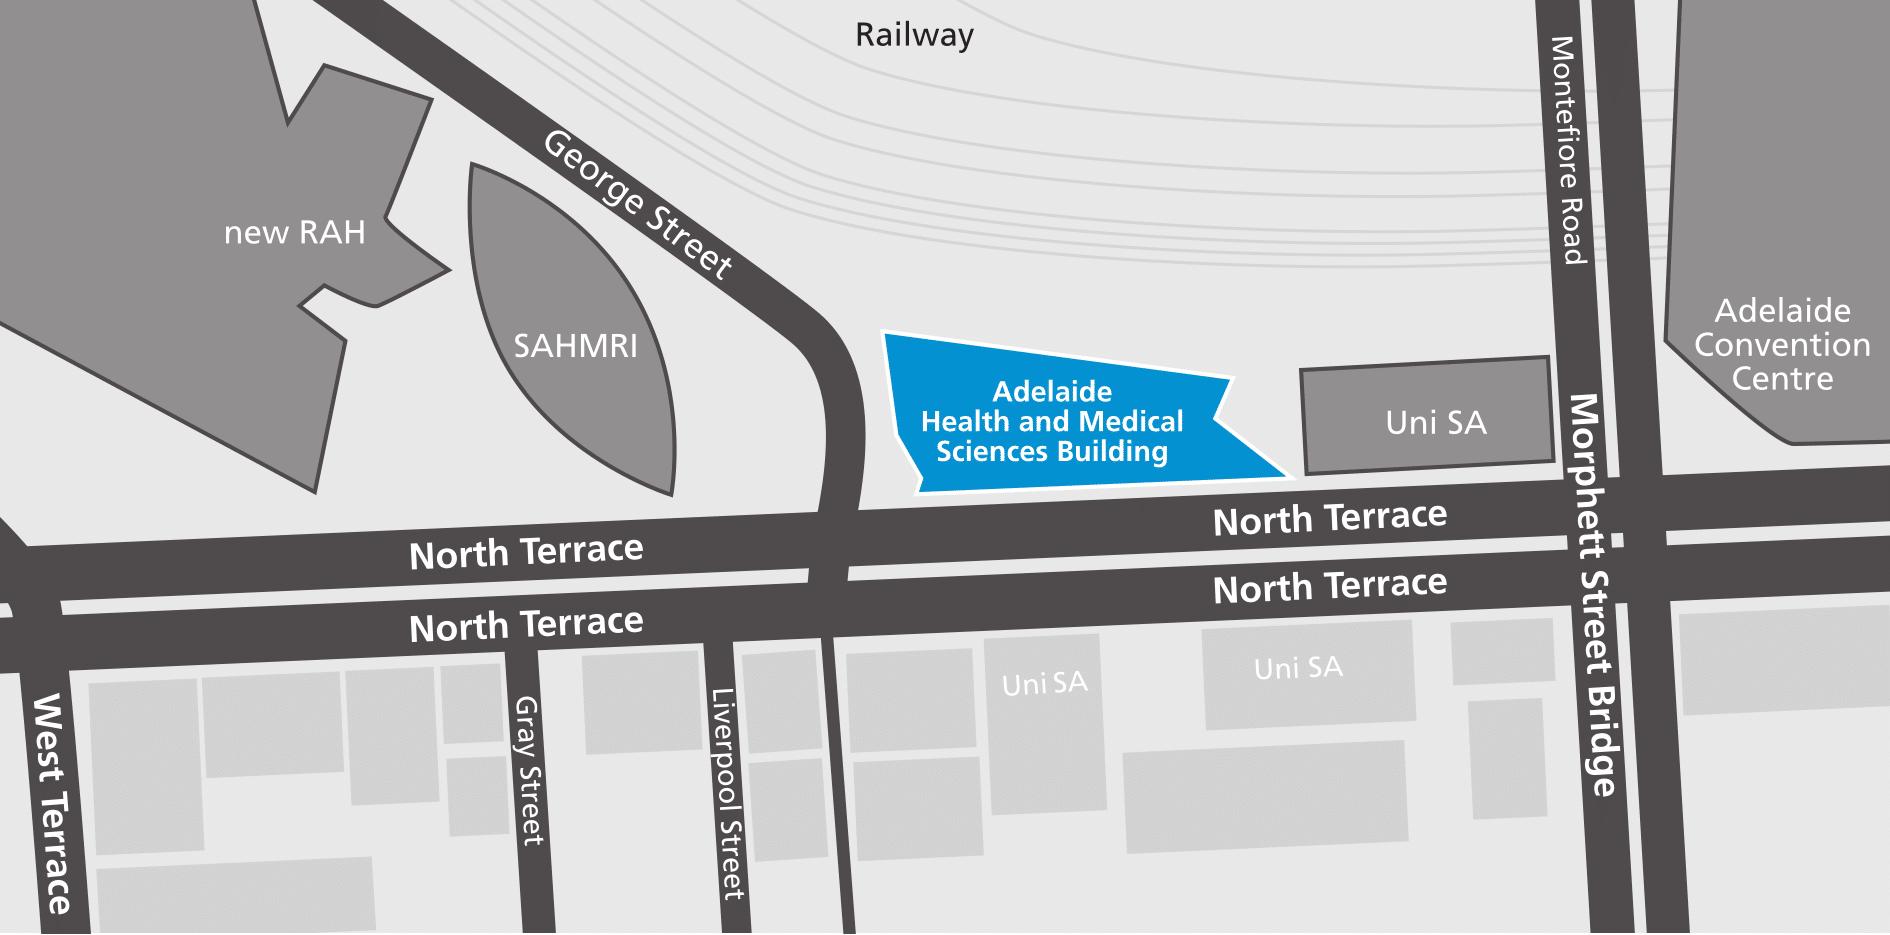 Railway
Montefiore Road
George Street
new RAH
SAHMRI
Adelaide
Health and Medical
Sciences Building
Uni SA
Adelaide
Convention
Centre
Morphett Street Bridge
North Terrace
North Terrace
North Terrace
North Terrace
West Terrace
Gray Street
Liverpool Street
Uni SA
Uni SA